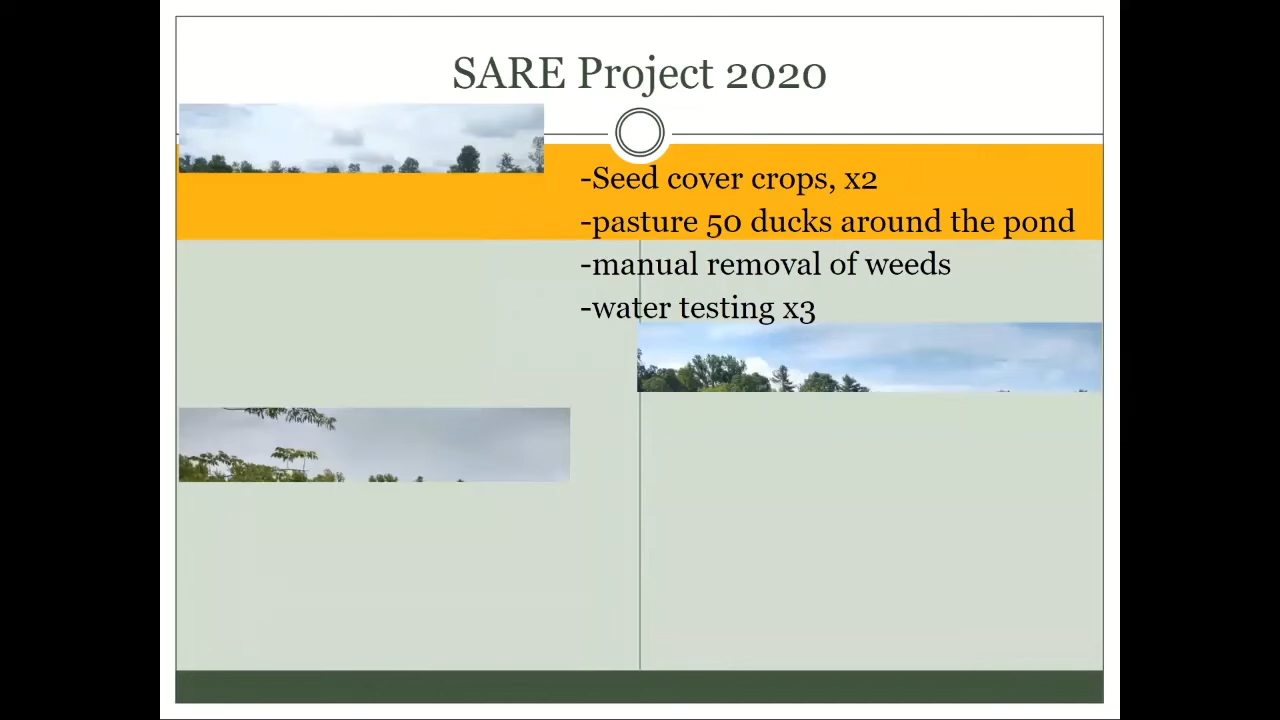 SARE Project 2020
-Seed cover crops, x2
-pasture 50 ducks around the pond
-manual removal of weeds
-water testing x3